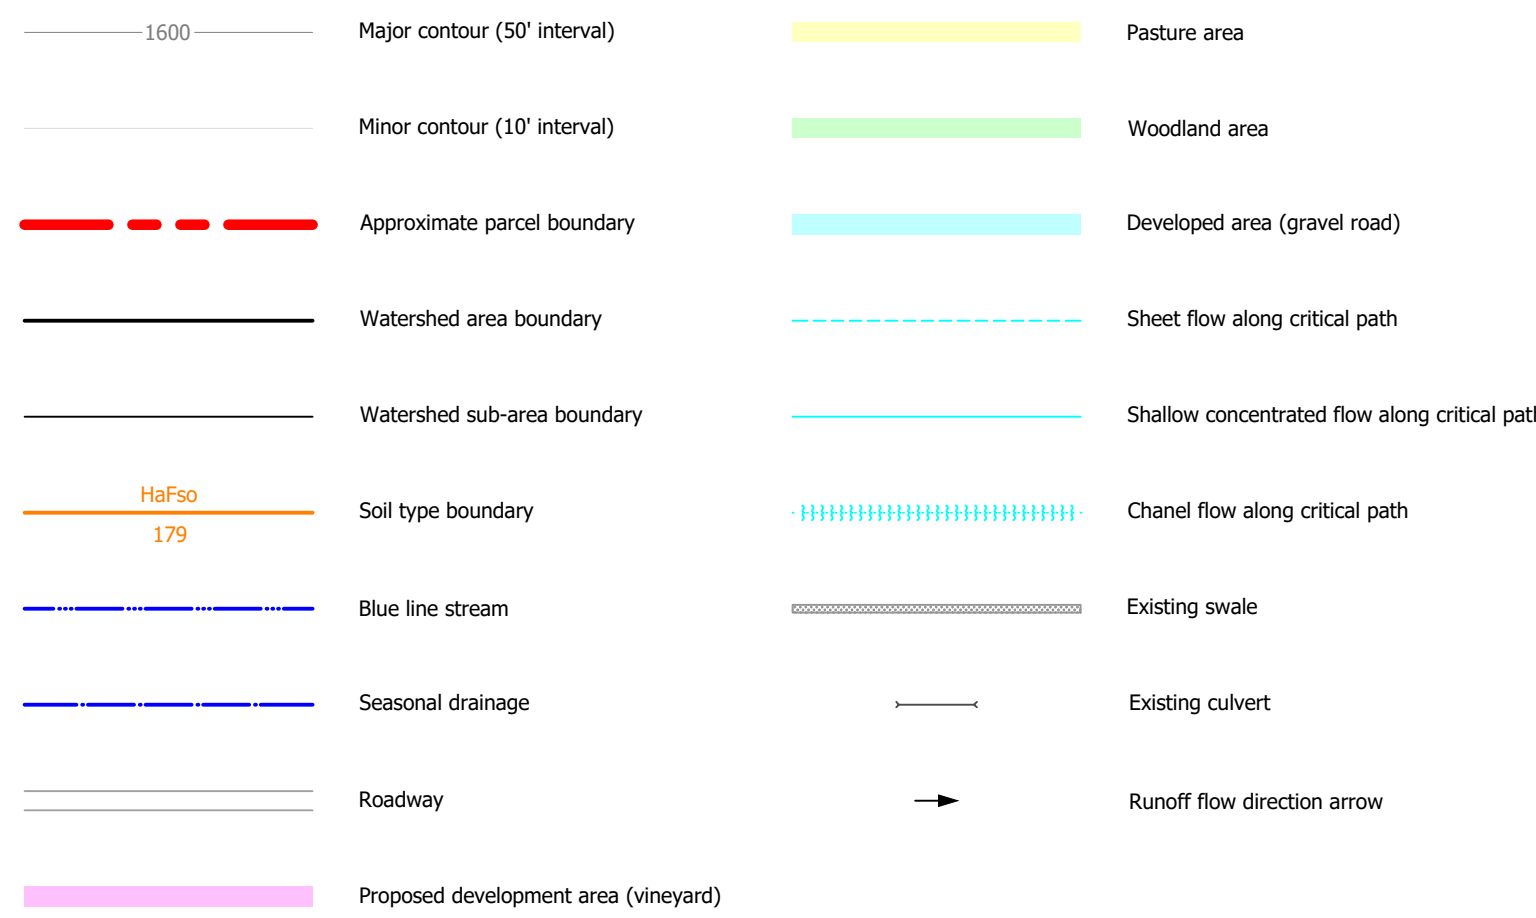 1600
Major contour (50' interval)
Minor contour (10' interval)
Approximate parcel boundary
Watershed area boundary
Watershed sub-area boundary
HaFso
179
Soil type boundary
Blue line stream
Seasonal drainage
Roadway
Proposed development area (vineyard)
Pasture area
Woodland area
Developed area (gravel road)
Sheet flow along critical path
Shallow concentrated flow along critical path
Chanel flow along critical path
Existing swale
Existing culvert
Runoff flow direction arrow